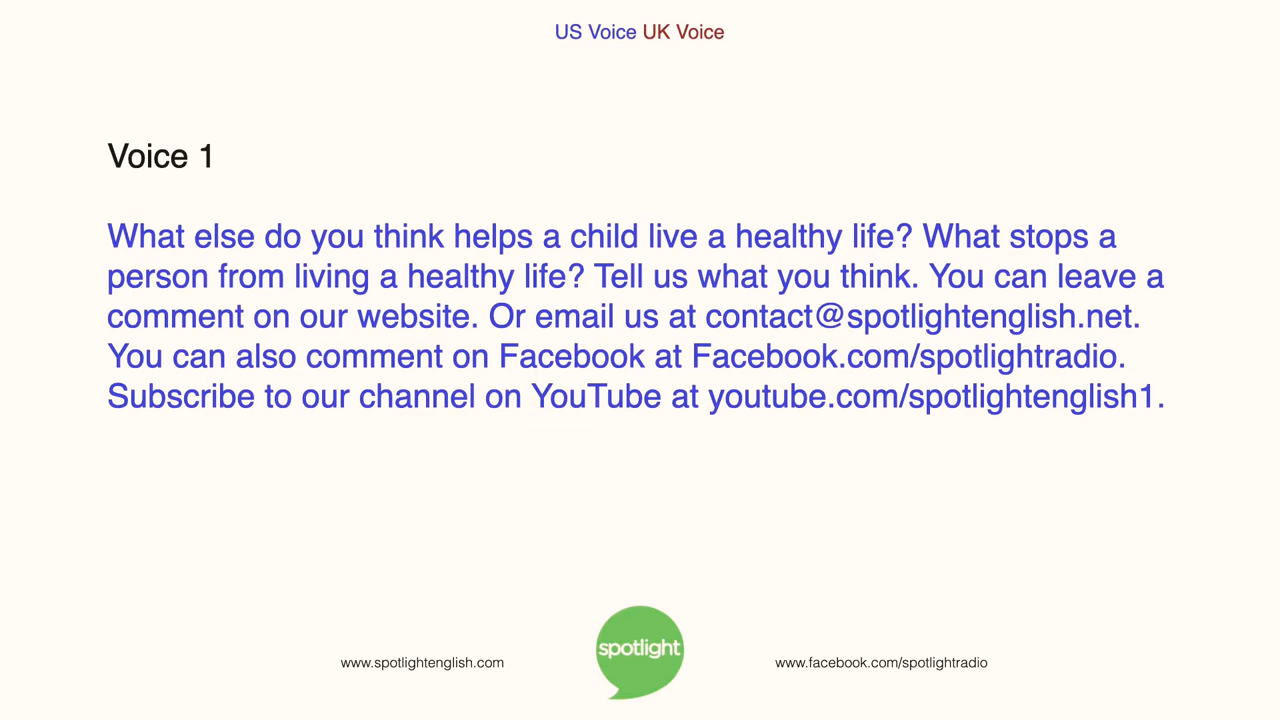 US Voice UK Voice
Voice 1
What else do you think helps a child live a healthy life? What stops a
person from living a healthy life? Tell us what you think. You can leave a
comment on our website. Or email us at contact@spotlightenglish.net.
You can also comment on Facebook at Facebook.com/spotlightradio.
Subscribe to our channel on YouTube at youtube.com/spotlightenglish1.
spotlight
www.spotlightenglish.com
www.facebook.com/spotlightradio